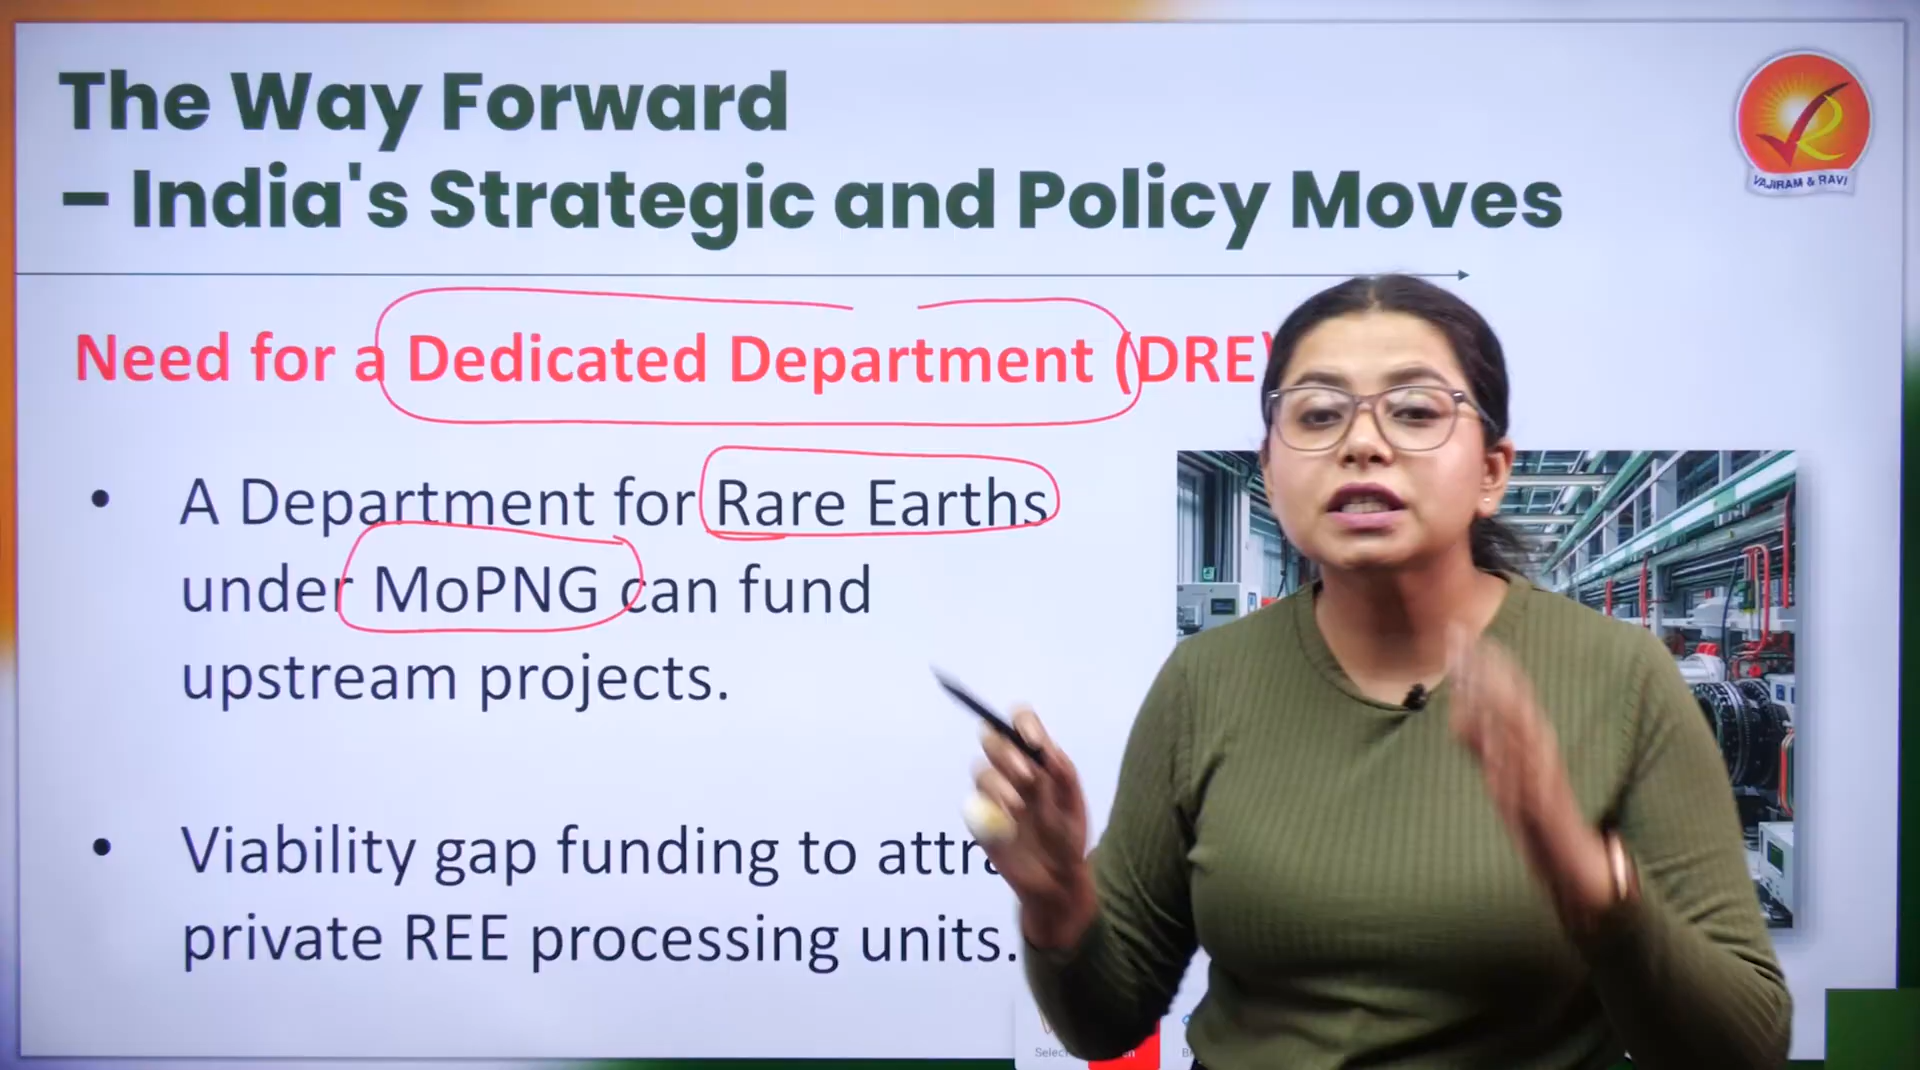 The Way Forward
– India's Strategic and Policy Moves
VAJIRAM & RAVI
Need for a Dedicated Department (DRE)
• A Department for Rare Earths
under MoPNG can fund
upstream projects.
• Viability gap funding to
private REE processing units.